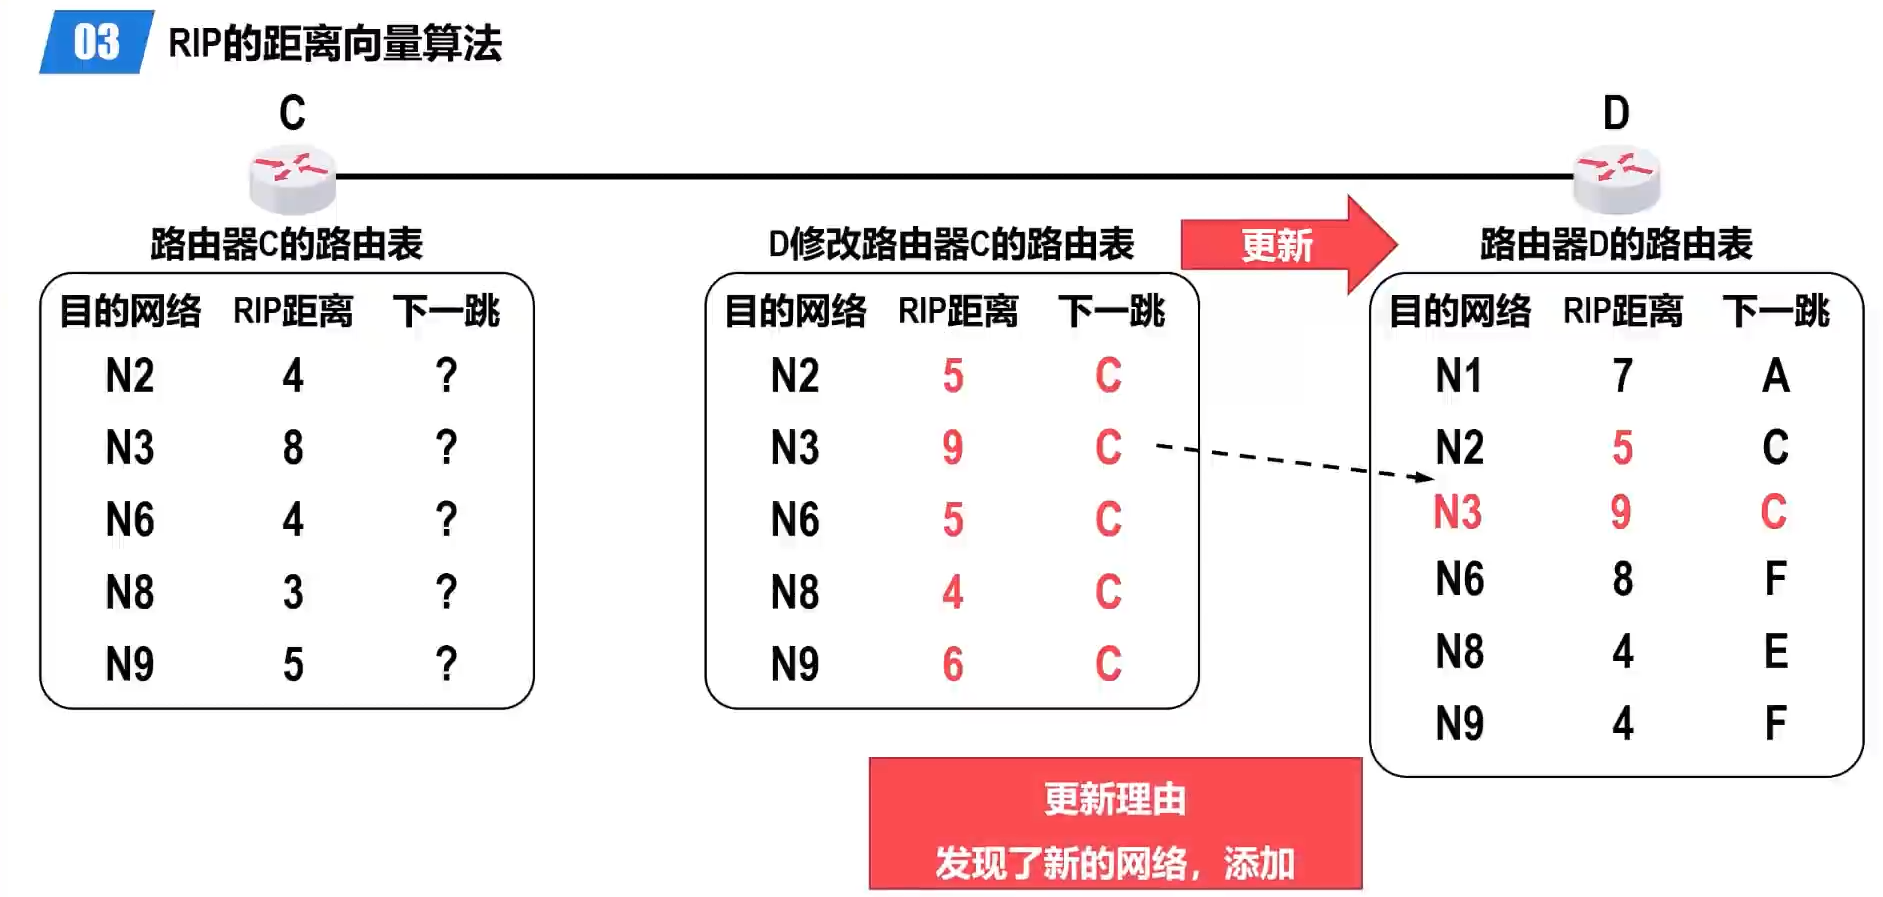 03 RIP的距离向量算法
C
D
路由器C的路由表
目的网络 RIP距离 下一跳
N2 4 ?
N3 8 ?
N6 4 ?
N8 3 ?
N9 5 ?
D修改路由器C的路由表
目的网络 RIP距离 下一跳
N2 5 C
N3 9 C
N6 5 C
N8 4 C
N9 6 C
更新
路由器D的路由表
目的网络 RIP距离 下一跳
N1 7 A
N2 5 C
N3 9 C
N6 8 F
N8 4 E
N9 4 F
更新理由
发现了新的网络，添加